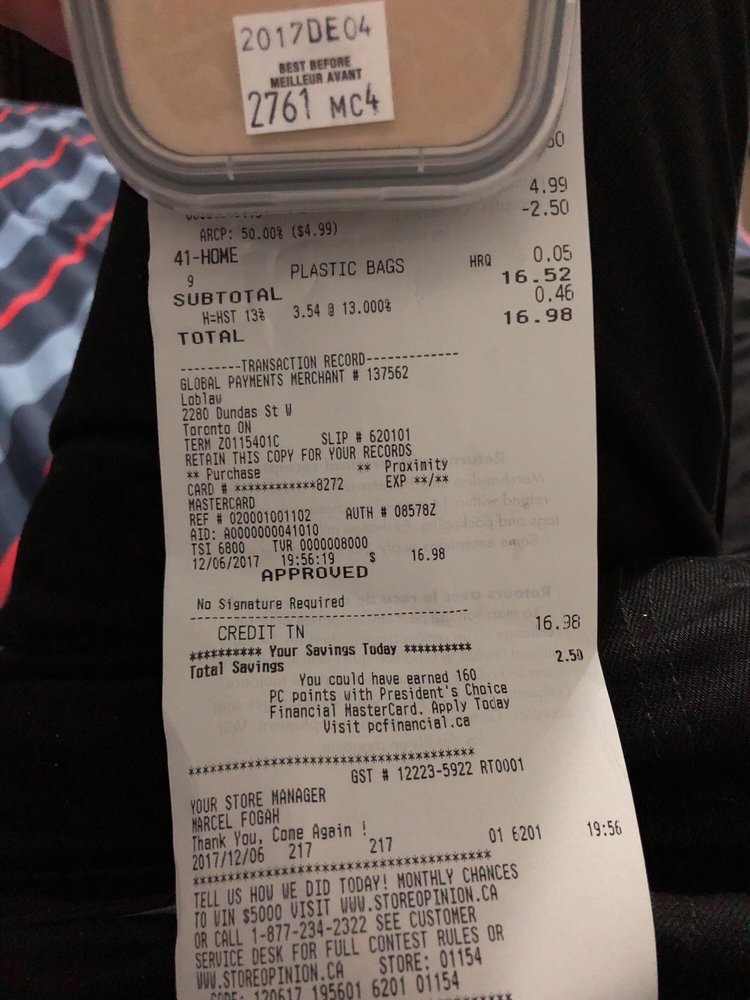 2017DE04
BEST BEFORE
MEILLEUR AVANT
2761 MC4
4.99
-2.50
ARCP: 50.00% ($4.99)
41-HOME
9 PLASTIC BAGS HRQ 0.05
SUBTOTAL 16.52
H=HST 13% 3.54 @ 13.000% 0.46
TOTAL 16.98
---------TRANSACTION RECORD-------------
GLOBAL PAYMENTS MERCHANT # 137562
Loblaw
2280 Dundas St W
Toronto ON
TERM Z0115401C SLIP # 620101
RETAIN THIS COPY FOR YOUR RECORDS
** Purchase ** Proximity
CARD # ************8272 EXP **/**
MASTERCARD
REF # 020001001102 AUTH # 08578Z
AID: A0000000041010
TSI 6800 TVR 0000008000
12/06/2017 19:56:19 $ 16.98
APPROVED
No Signature Required
----------------------------------------
CREDIT TN 16.98
********** Your Savings Today **********
Total Savings 2.50
You could have earned 160
PC points with President's Choice
Financial MasterCard. Apply Today
Visit pcfinancial.ca
****************************************
GST # 12223-5922 RT0001
YOUR STORE MANAGER
MARCEL FOGAH
Thank You, Come Again !
2017/12/06 217 217 01 6201 19:56
****************************************
TELL US HOW WE DID TODAY! MONTHLY CHANCES
TO WIN $5000 VISIT WWW.STOREOPINION.CA
OR CALL 1-877-234-2322 SEE CUSTOMER
SERVICE DESK FOR FULL CONTEST RULES OR
WWW.STOREOPINION.CA STORE: 01154
CODE: 120617 195601 6201 01154